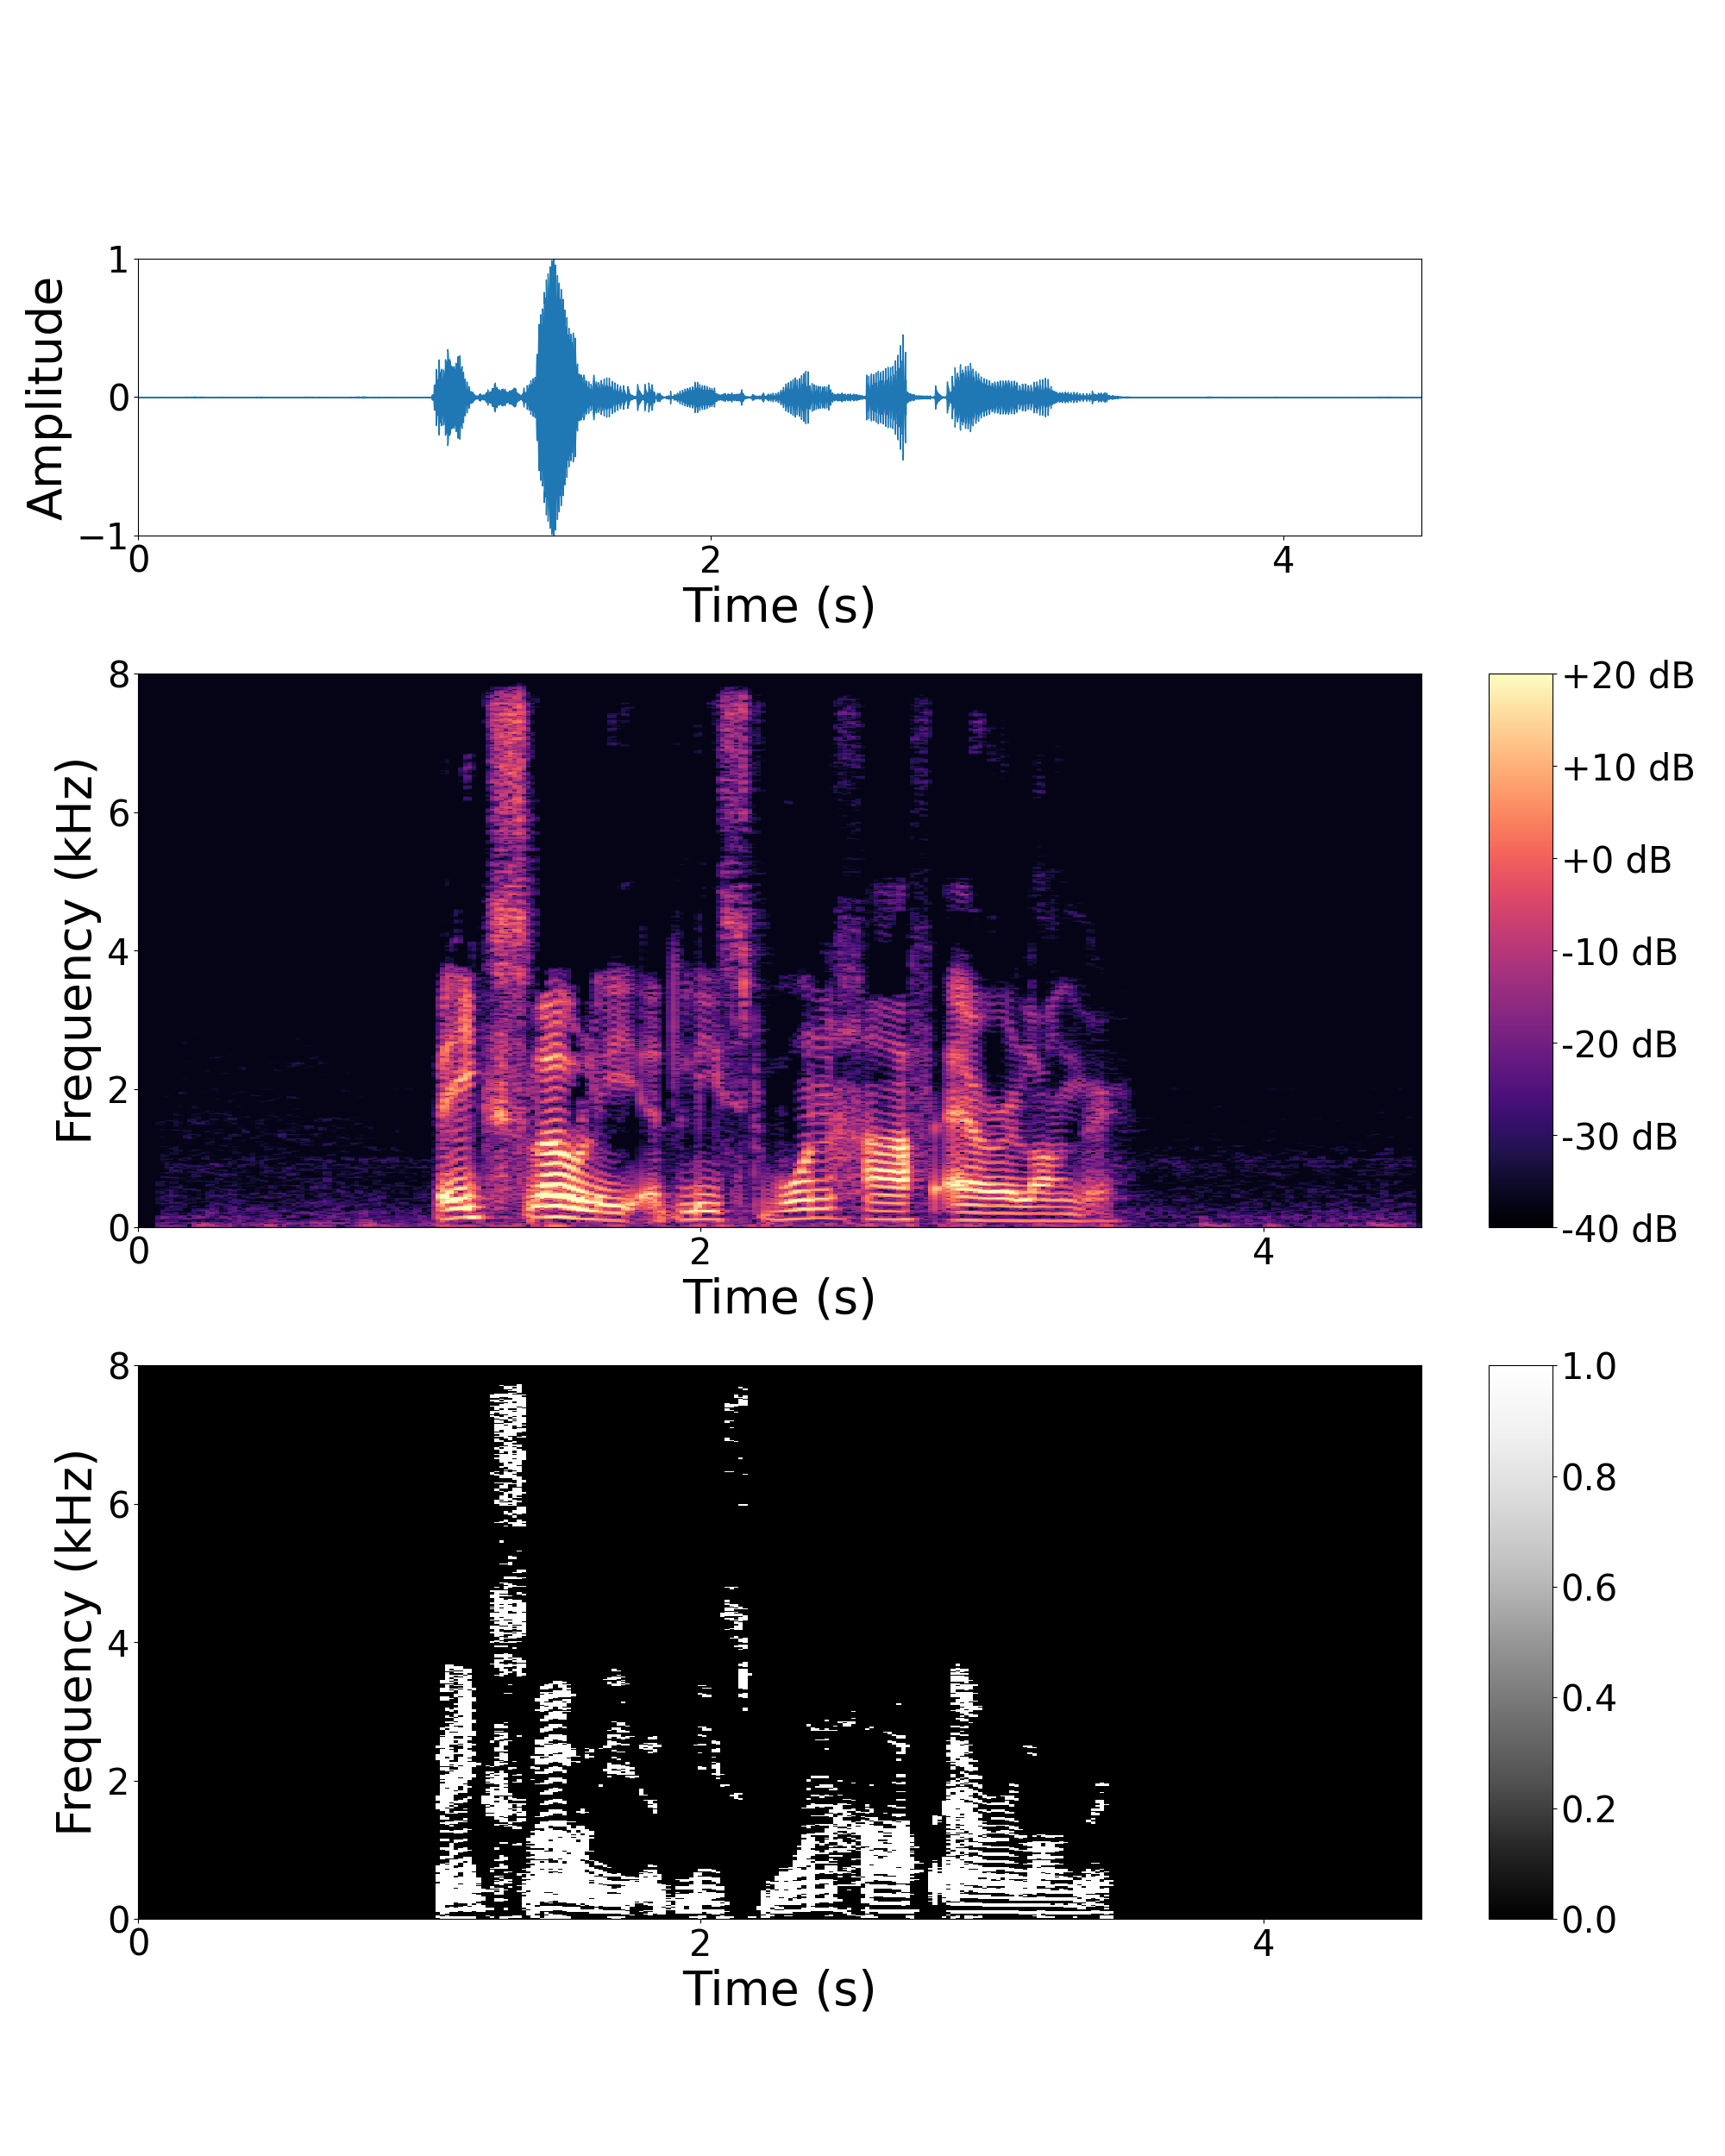 1
0
−1
Amplitude
0 2 4
Time (s)
8
6
4
2
0
Frequency (kHz)
0 2 4
Time (s)
+20 dB
+10 dB
+0 dB
-10 dB
-20 dB
-30 dB
-40 dB
8
6
4
2
0
Frequency (kHz)
0 2 4
Time (s)
1.0
0.8
0.6
0.4
0.2
0.0